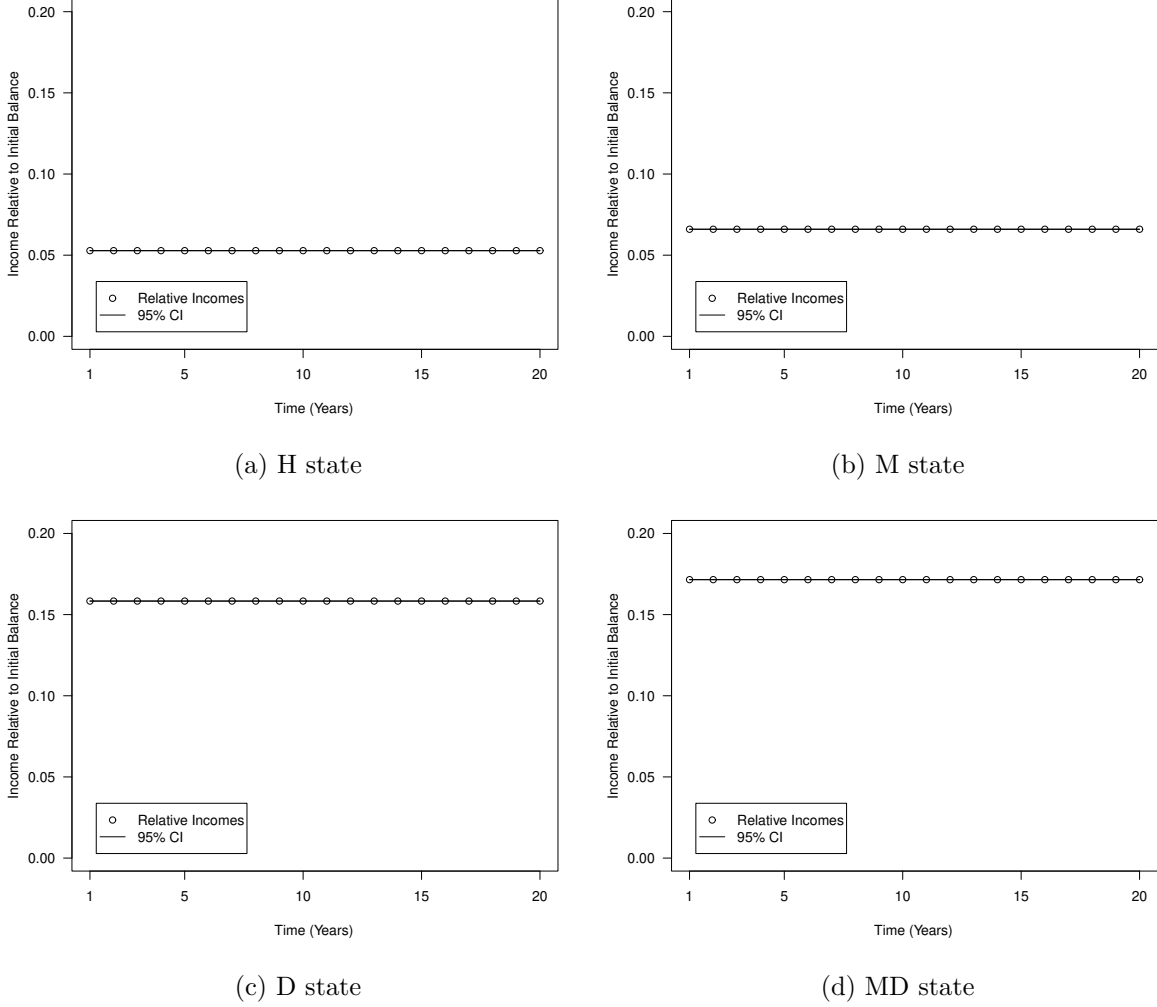 Income Relative to Initial Balance
0.20
0.15
0.10
0.05
0.00
Relative Incomes
95% CI
1 5 10 15 20
Time (Years)
(a) H state
Income Relative to Initial Balance
0.20
0.15
0.10
0.05
0.00
Relative Incomes
95% CI
1 5 10 15 20
Time (Years)
(b) M state
Income Relative to Initial Balance
0.20
0.15
0.10
0.05
0.00
Relative Incomes
95% CI
1 5 10 15 20
Time (Years)
(c) D state
Income Relative to Initial Balance
0.20
0.15
0.10
0.05
0.00
Relative Incomes
95% CI
1 5 10 15 20
Time (Years)
(d) MD state